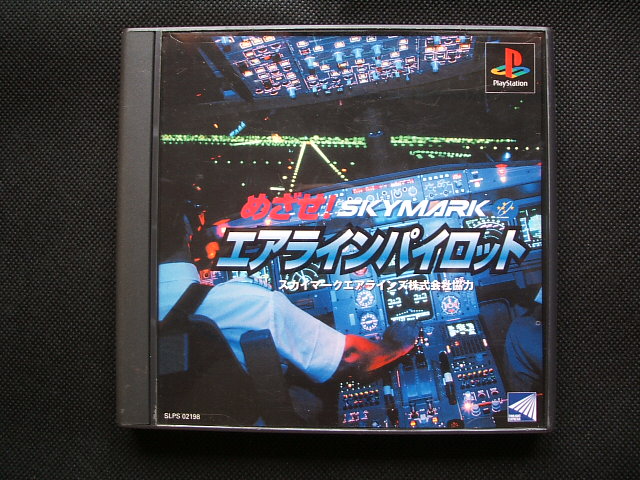 PlayStation
めざせ!SKYMARK
エアラインパイロット
スカイマークエアラインズ株式会社協力
SLPS 02198